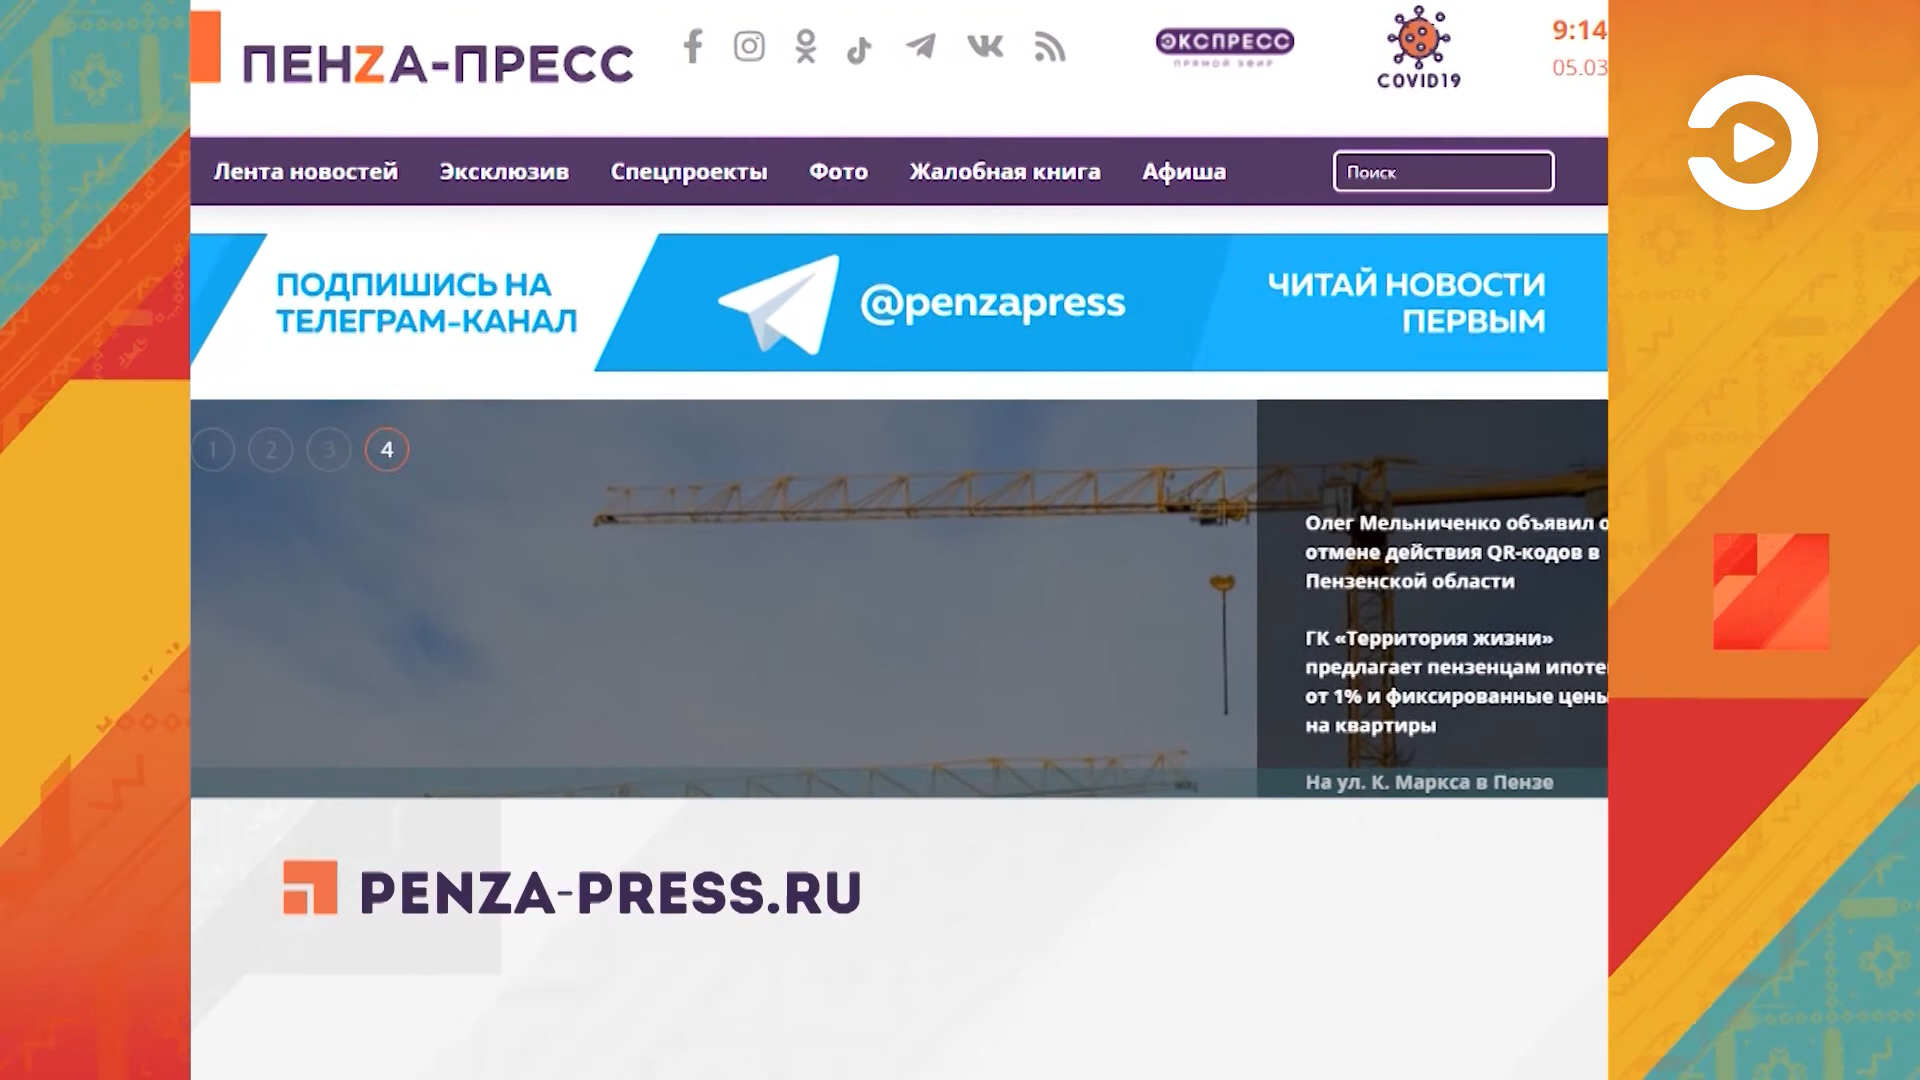 ПЕНZА-ПРЕСС
ЭКСПРЕСС
ПРЯМОЙ ЭФИР
COVID19
9:14
05.03
Лента новостей Эксклюзив Спецпроекты Фото Жалобная книга Афиша Поиск
ПОДПИШИСЬ НА
ТЕЛЕГРАМ-КАНАЛ
@penzapress
ЧИТАЙ НОВОСТИ
ПЕРВЫМ
1 2 3 4
Олег Мельниченко объявил о
отмене действия QR-кодов в
Пензенской области
ГК «Территория жизни»
предлагает пензенцам ипоте
от 1% и фиксированные цены
на квартиры
На ул. К. Маркса в Пензе
PENZA-PRESS.RU